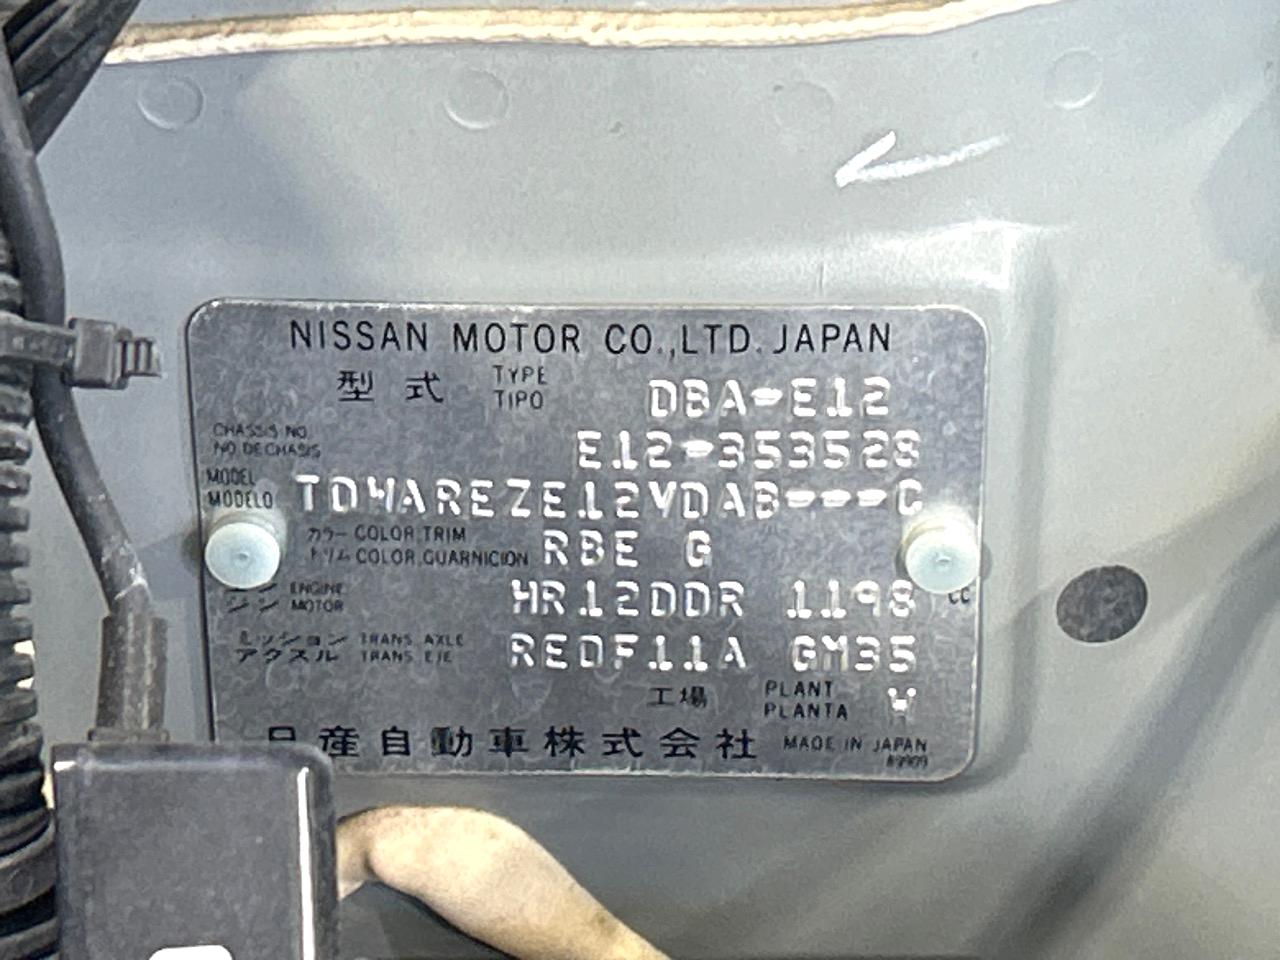 NISSAN MOTOR CO.,LTD. JAPAN
型式 TYPE TIPO DBA-E12
CHASSIS NO. NO DE CHASIS E12-353528
MODEL MODELO TDWAREZE12VDAB---C
カラー COLOR,TRIM
トリム COLOR,GUARNICION RBE G
ENGINE
ジン MOTOR HR12DDR 1198 CC
ミッション TRANS. AXLE
アクスル TRANS. EJE REDF11A GM35
工場 PLANT PLANTA W
日産自動車株式会社 MADE IN JAPAN